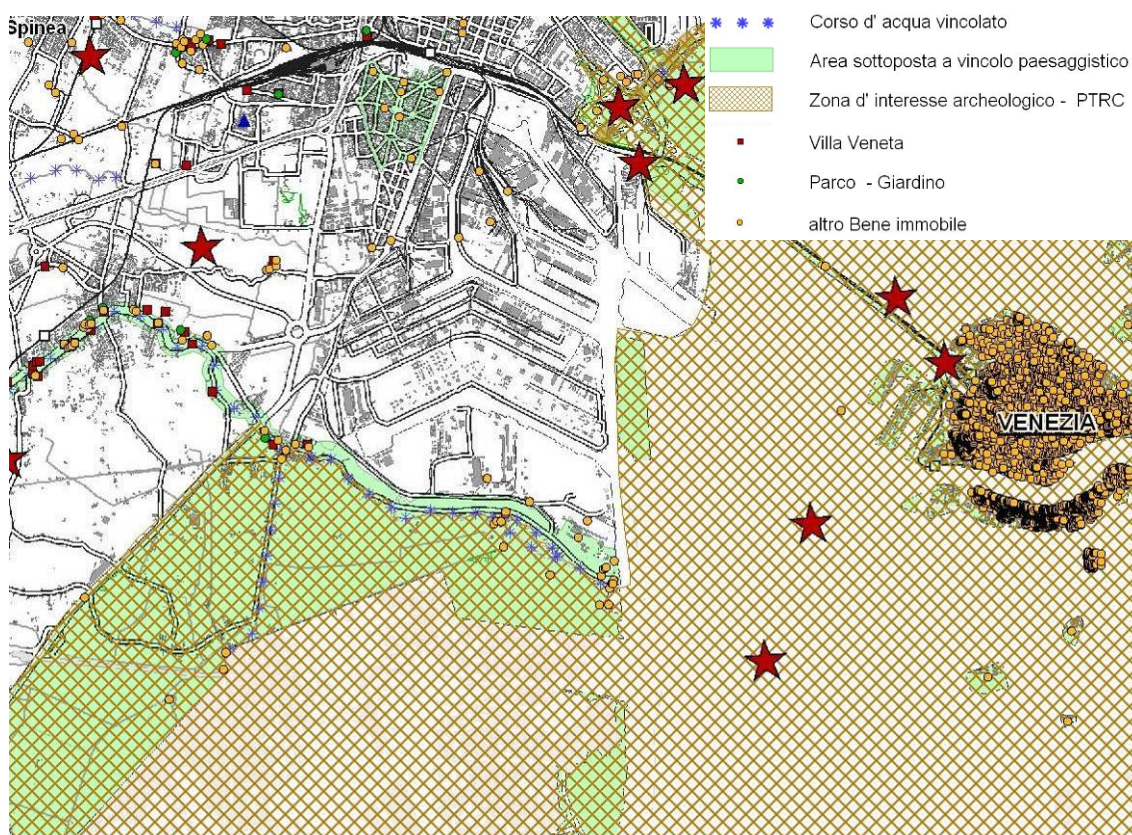 Spinea
Corso d' acqua vincolato
Area sottoposta a vincolo paesaggistico
Zona d' interesse archeologico - PTRC
Villa Veneta
Parco - Giardino
altro Bene immobile
VENEZIA